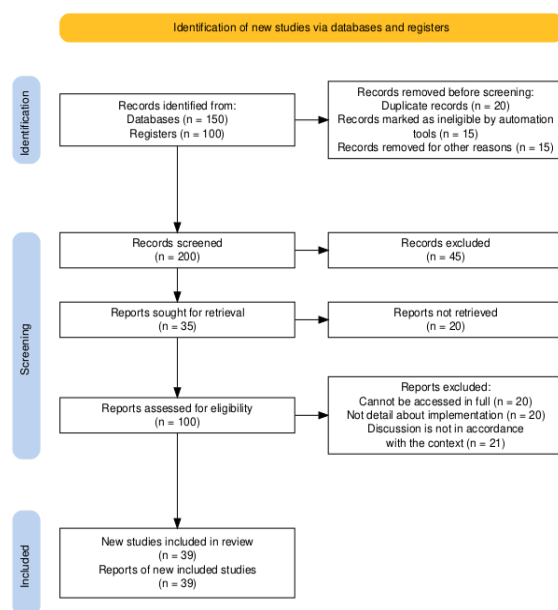 Identification of new studies via databases and registers
Identification
Records identified from:
Databases (n = 150)
Registers (n = 100)
Records removed before screening:
Duplicate records (n = 20)
Records marked as ineligible by automation
tools (n = 15)
Records removed for other reasons (n = 15)
Screening
Records screened
(n = 200)
Records excluded
(n = 45)
Reports sought for retrieval
(n = 35)
Reports not retrieved
(n = 20)
Reports assessed for eligibility
(n = 100)
Reports excluded:
Cannot be accessed in full (n = 20)
Not detail about implementation (n = 20)
Discussion is not in accordance
with the context (n = 21)
Included
New studies included in review
(n = 39)
Reports of new included studies
(n = 39)